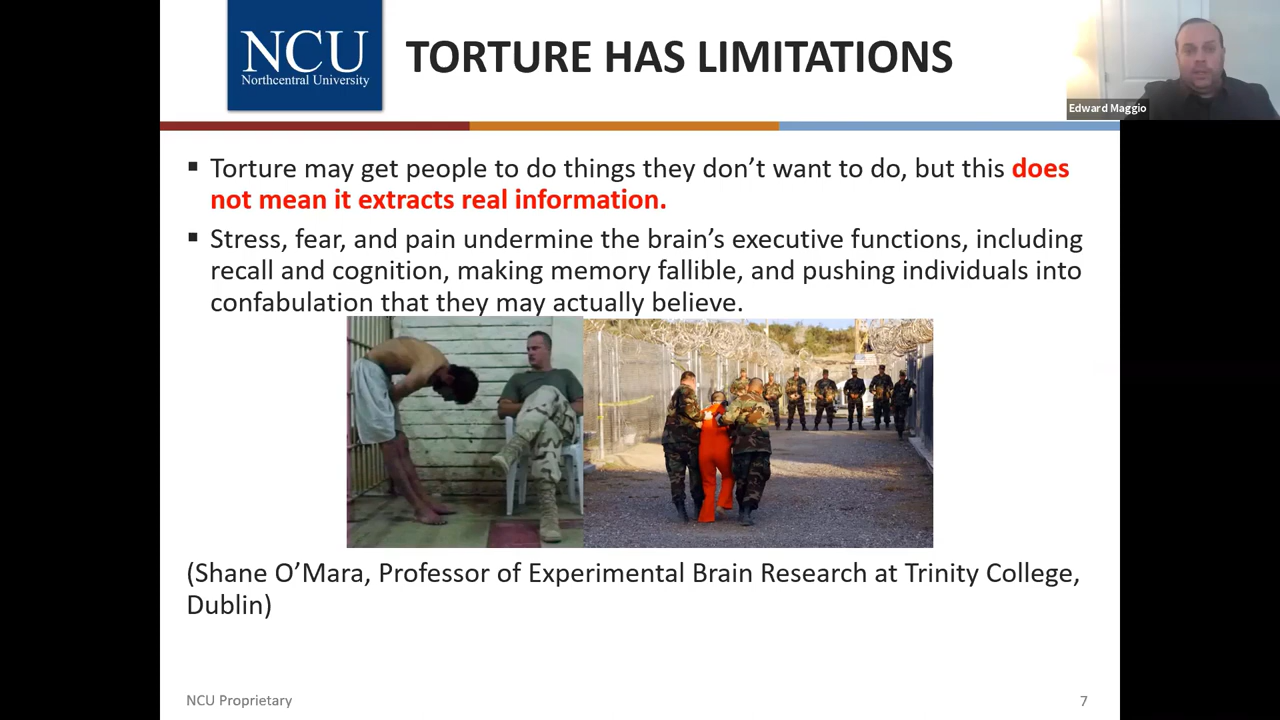 NCU
Northcentral University
TORTURE HAS LIMITATIONS
Edward Maggio
▪ Torture may get people to do things they don’t want to do, but this does
not mean it extracts real information.
▪ Stress, fear, and pain undermine the brain’s executive functions, including
recall and cognition, making memory fallible, and pushing individuals into
confabulation that they may actually believe.
(Shane O’Mara, Professor of Experimental Brain Research at Trinity College,
Dublin)
NCU Proprietary
7